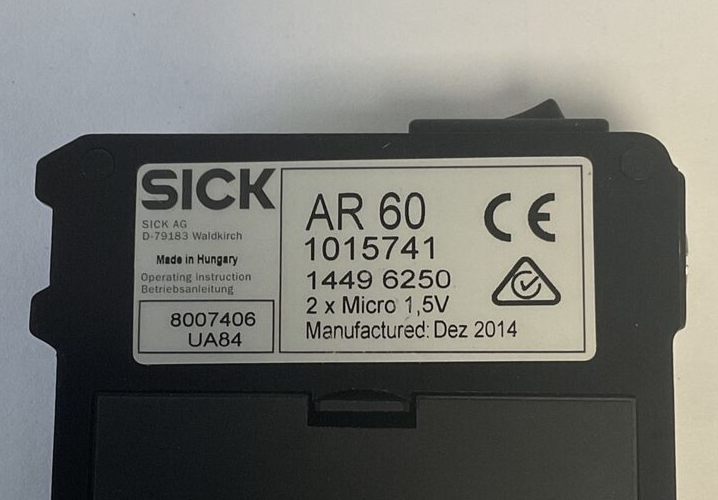 SICK
SICK AG
D-79183 Waldkirch
Made in Hungary
Operating Instruction
Betriebsanleitung
8007406
UA84
AR 60
1015741
1449 6250
2 x Micro 1,5V
Manufactured: Dez 2014
CE